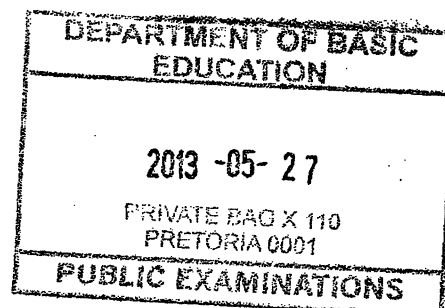 DEPARTMENT OF BASIC
EDUCATION
2013 -05- 27
PRIVATE BAG X 110
PRETORIA 0001
PUBLIC EXAMINATIONS